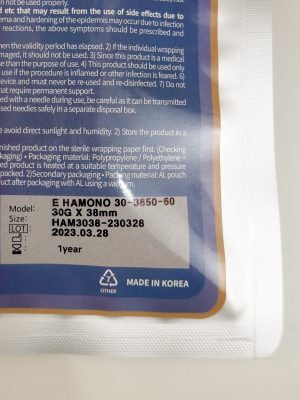 not be used properly.
d etc that may result from the use of side effects due to
ema and hardening of the epidermis may occur due to infection
reactions, the above symptoms should be prescribed and
hen the validity period has elapsed. 2) If the individual wrapping
maged, it should not be used. 3) Since this product is a medical
se than the purpose of use. 4) This product should be used only
use if the procedure is inflamed or other infection is feared. 6)
evice and must never be re-used and re-disinfected. 7) Do not
hat require permanent support.
ed with a needle during use, be careful as it can be transmitted
used needles safely in a separate disposal box.
e avoid direct sunlight and humidity. 2) Store the product in a
rnished on the sterile wrapping paper first. (Checking
kaging) • Packaging material: Polypropylene / Polyethylene +
ed product is heated at a suitable temperature and pressure
packed. 2)Secondary packaging • Packing material: AL pouch
duct after packaging with AL using a vacuum.
Model: E HAMONO 30-3850-60
Size: 30G X 38mm
LOT: HAM3038-230328
2023.03.28
: 1year
7
OTHER
MADE IN KOREA